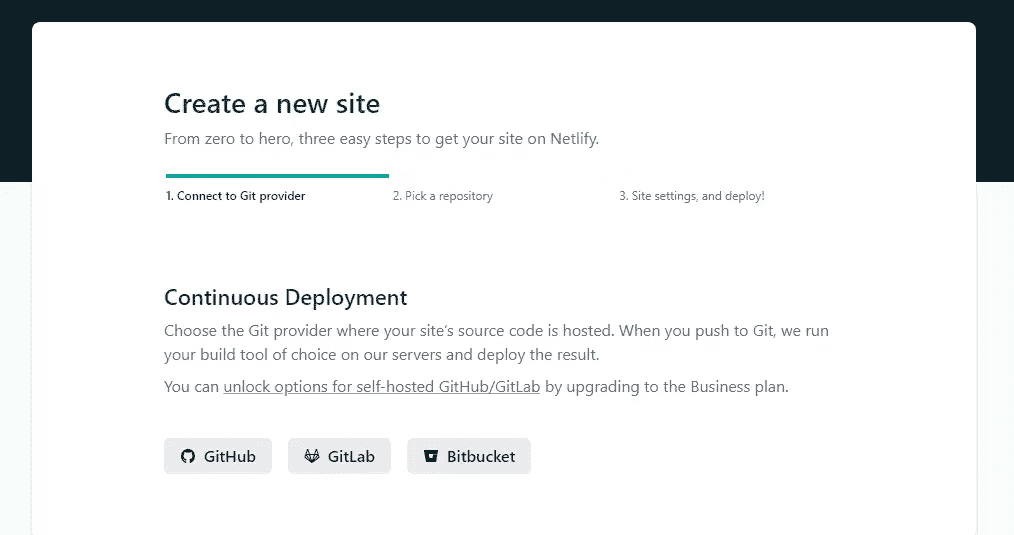 Create a new site
From zero to hero, three easy steps to get your site on Netlify.
1. Connect to Git provider
2. Pick a repository
3. Site settings, and deploy!
Continuous Deployment
Choose the Git provider where your site's source code is hosted. When you push to Git, we run
your build tool of choice on our servers and deploy the result.
You can unlock options for self-hosted GitHub/GitLab by upgrading to the Business plan.
GitHub
GitLab
Bitbucket